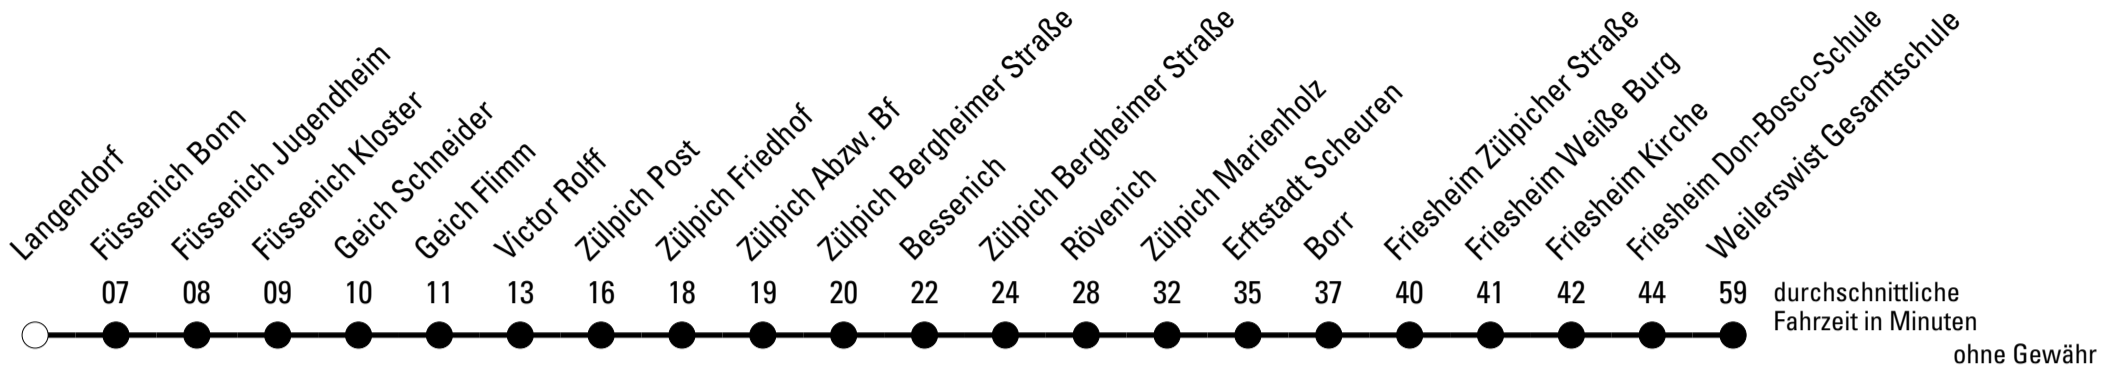 Langendorf
Füssenich Bonn
Füssenich Jugendheim
Füssenich Kloster
Geich Schneider
Geich Flimm
Victor Rolff
Zülpich Post
Zülpich Friedhof
Zülpich Abzw. Bf
Zülpich Bergheimer Straße
Bessenich
Zülpich Bergheimer Straße
Rövenich
Zülpich Marienholz
Erftstadt Scheuren
Borr
Friesheim Zülpicher Straße
Friesheim Weiße Burg
Friesheim Kirche
Friesheim Don-Bosco-Schule
Weilerswist Gesamtschule
07 08 09 10 11 13 16 18 19 20 22 24 28 32 35 37 40 41 42 44 59 durchschnittliche
Fahrzeit in Minuten
ohne Gewähr